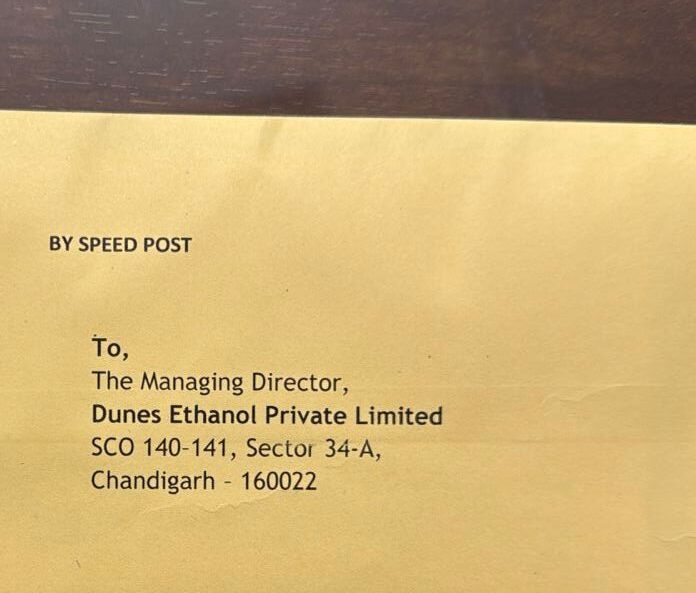 BY SPEED POST
To,
The Managing Director,
Dunes Ethanol Private Limited
SCO 140-141, Sector 34-A,
Chandigarh - 160022